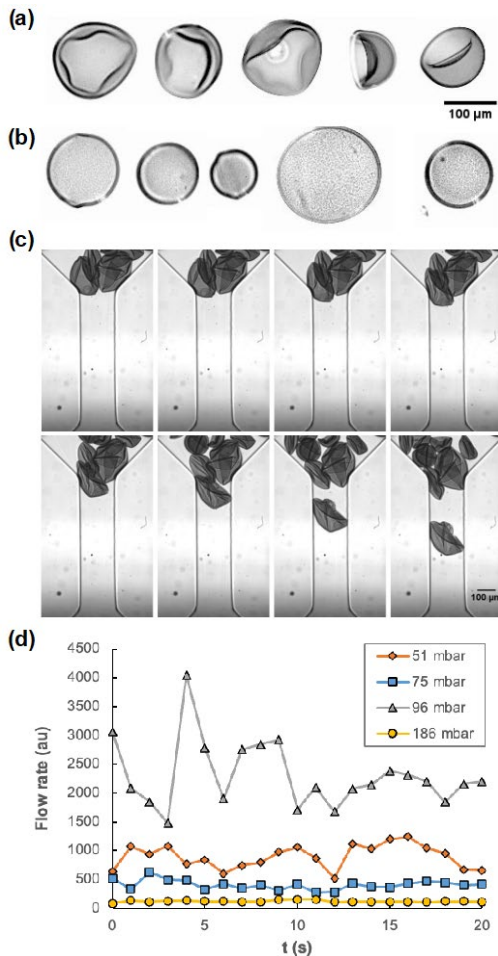 (a)
100 µm
(b)
(c)
100 µm
(d)
Flow rate (au)
4500
4000
3500
3000
2500
2000
1500
1000
500
0
51 mbar
75 mbar
96 mbar
186 mbar
0
5
10
15
20
t (s)